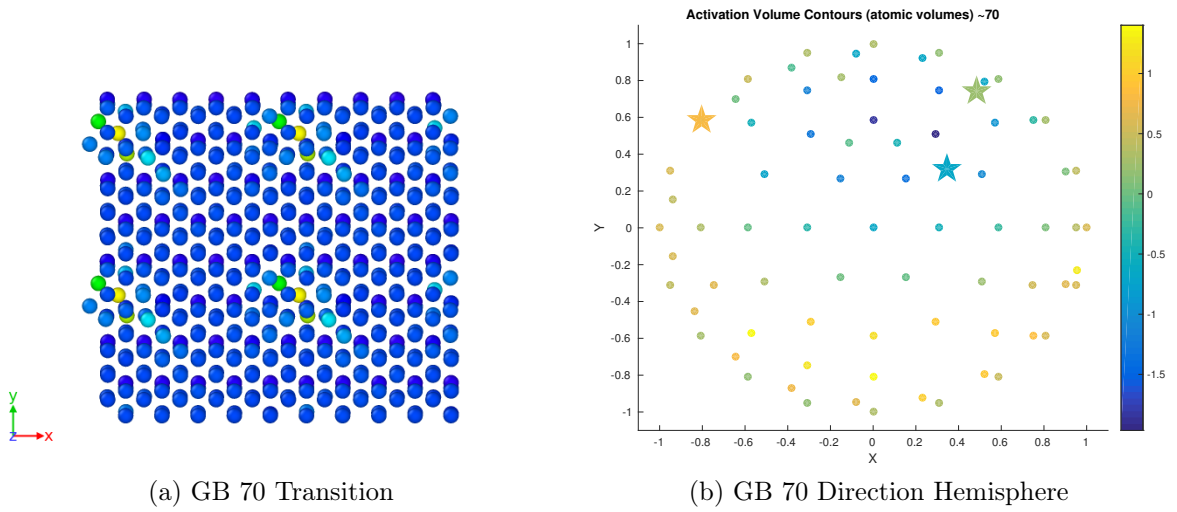 Activation Volume Contours (atomic volumes) ~70
1
0.8
0.6
0.4
0.2
0
-0.2
-0.4
-0.6
-0.8
-1
Y
-1 -0.8 -0.6 -0.4 -0.2 0 0.2 0.4 0.6 0.8 1
X
1
0.5
0
-0.5
-1
-1.5
y
z x
(a) GB 70 Transition
(b) GB 70 Direction Hemisphere